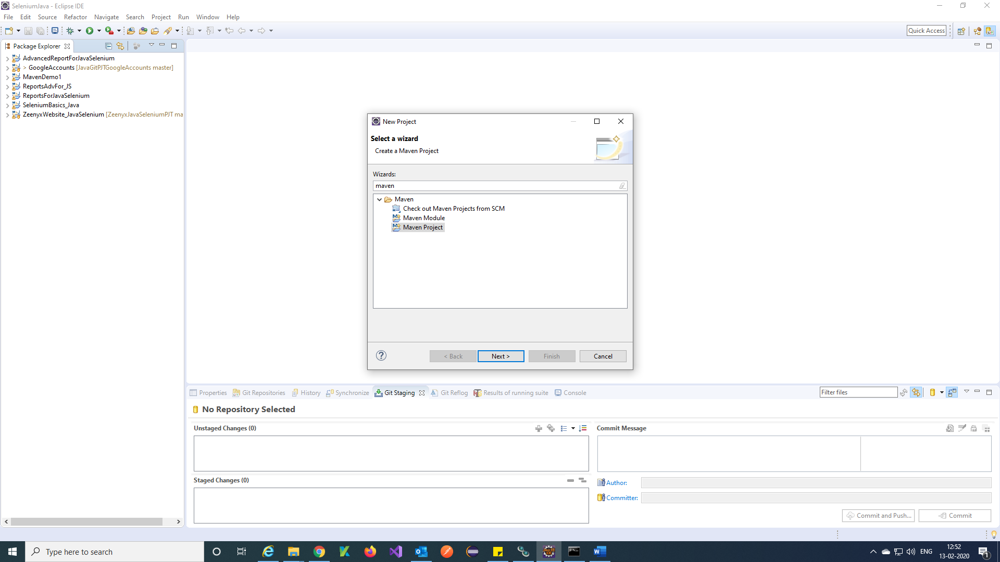 SeleniumJava - Eclipse IDE
File Edit Source Refactor Navigate Search Project Run Window Help
Quick Access
Package Explorer
AdvancedReportForJavaSelenium
> GoogleAccounts [JavaGitPJTGoogleAccounts master]
MavenDemo1
ReportsAdvFor_JS
ReportsForJavaSelenium
SeleniumBasics_Java
ZeenyxWebsite_JavaSelenium [ZeenyxJavaSeleniumPJT ma
New Project
Select a wizard
Create a Maven Project
Wizards:
maven
Maven
Check out Maven Projects from SCM
Maven Module
Maven Project
< Back Next > Finish Cancel
Properties Git Repositories History Synchronize Git Staging Git Reflog Results of running suite Console
Filter files
No Repository Selected
Unstaged Changes (0)
Commit Message
Staged Changes (0)
Author:
Committer:
Commit and Push... Commit
Type here to search
ENG
12:52
13-02-2020
1